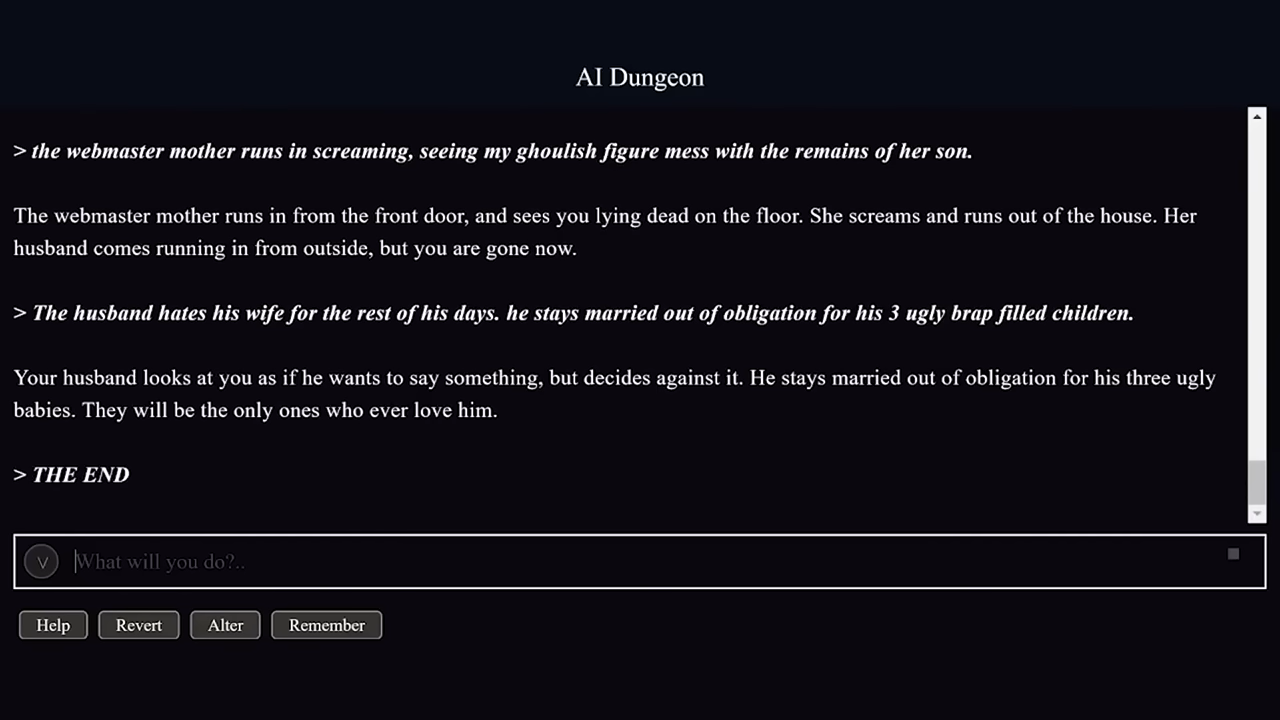 AI Dungeon
> the webmaster mother runs in screaming, seeing my ghoulish figure mess with the remains of her son.
The webmaster mother runs in from the front door, and sees you lying dead on the floor. She screams and runs out of the house. Her
husband comes running in from outside, but you are gone now.
> The husband hates his wife for the rest of his days. he stays married out of obligation for his 3 ugly brap filled children.
Your husband looks at you as if he wants to say something, but decides against it. He stays married out of obligation for his three ugly
babies. They will be the only ones who ever love him.
> THE END
V What will you do?..
Help Revert Alter Remember